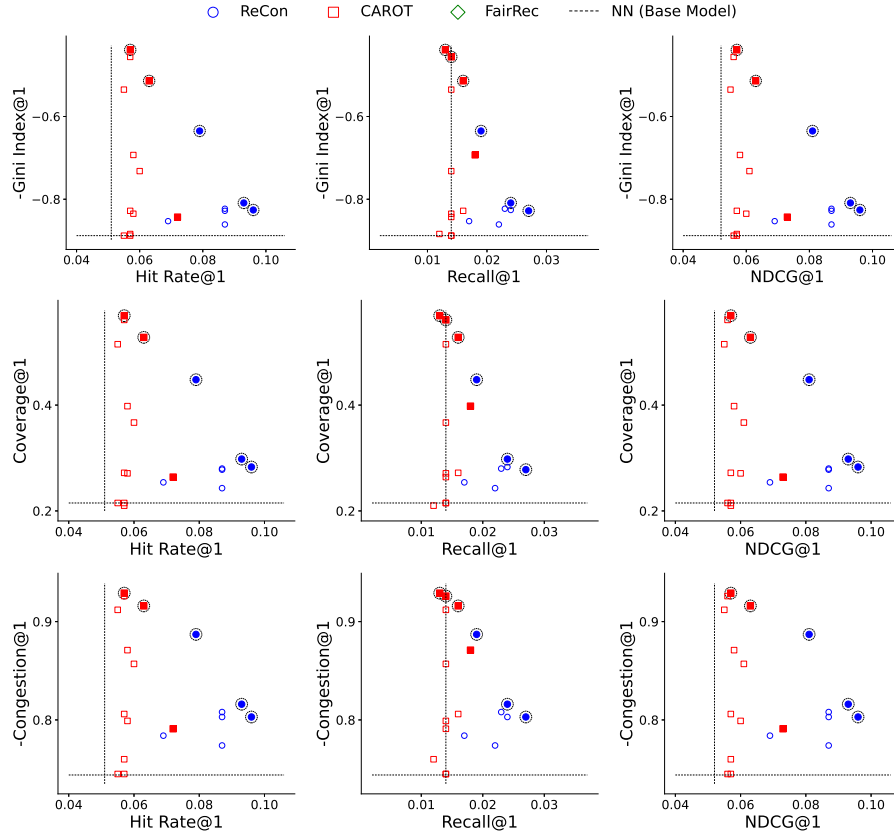 ReCon CAROT FairRec NN (Base Model)
-Gini Index@1 -Gini Index@1 -Gini Index@1
−0.6 −0.6 −0.6
−0.8 −0.8 −0.8
0.04 0.06 0.08 0.10 0.01 0.03 0.04 0.06 0.08 0.10
Hit Rate@1 Recall@1 NDCG@1
Coverage@1 Coverage@1 Coverage@1
0.4 0.4 0.4
0.2 0.2 0.2
0.04 0.06 0.08 0.10 0.01 0.03 0.04 0.06 0.08 0.10
Hit Rate@1 Recall@1 NDCG@1
-Congestion@1 -Congestion@1 -Congestion@1
0.9 0.9 0.9
0.8 0.8 0.8
0.04 0.06 0.08 0.10 0.01 0.03 0.04 0.06 0.08 0.10
Hit Rate@1 Recall@1 NDCG@1